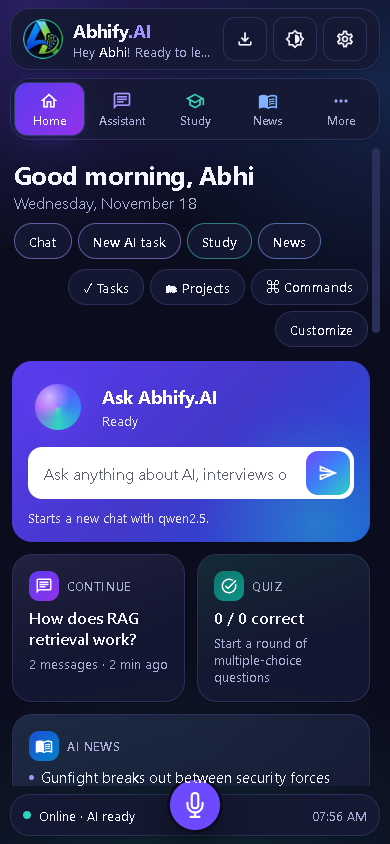 Abhify.AI
Hey Abhi! Ready to le...
Home
Assistant
Study
News
More
Good morning, Abhi
Wednesday, November 18
Chat
New AI task
Study
News
✓ Tasks
Projects
⌘ Commands
Customize
Ask Abhify.AI
Ready
Ask anything about AI, interviews o
Starts a new chat with qwen2.5.
CONTINUE
How does RAG
retrieval work?
2 messages · 2 min ago
QUIZ
0 / 0 correct
Start a round of
multiple-choice
questions
AI NEWS
• Gunfight breaks out between security forces
Online · AI ready
07:56 AM